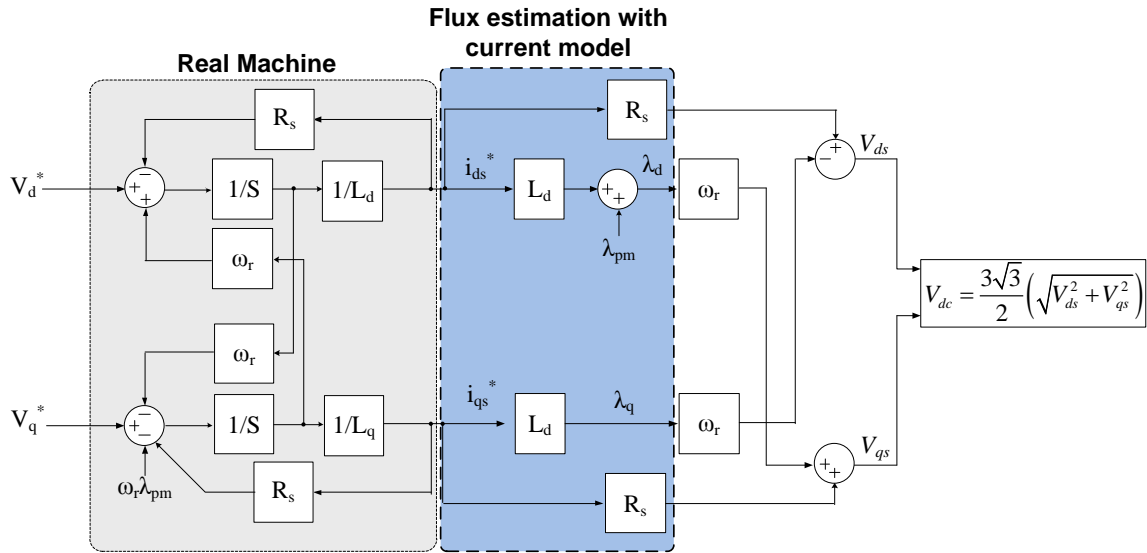 Flux estimation with
current model
Real Machine
R_s
R_s
V_d^*
+
−
+
1/S
1/L_d
i_ds^*
L_d
+
+
λ_d
λ_pm
ω_r
−
+
V_ds
ω_r
ω_r
V_dc = 3√3/2 (√(V_ds^2 + V_qs^2))
V_q^*
+
−
−
1/S
1/L_q
i_qs^*
L_d
λ_q
ω_r
+
+
V_qs
ω_rλ_pm
R_s
R_s